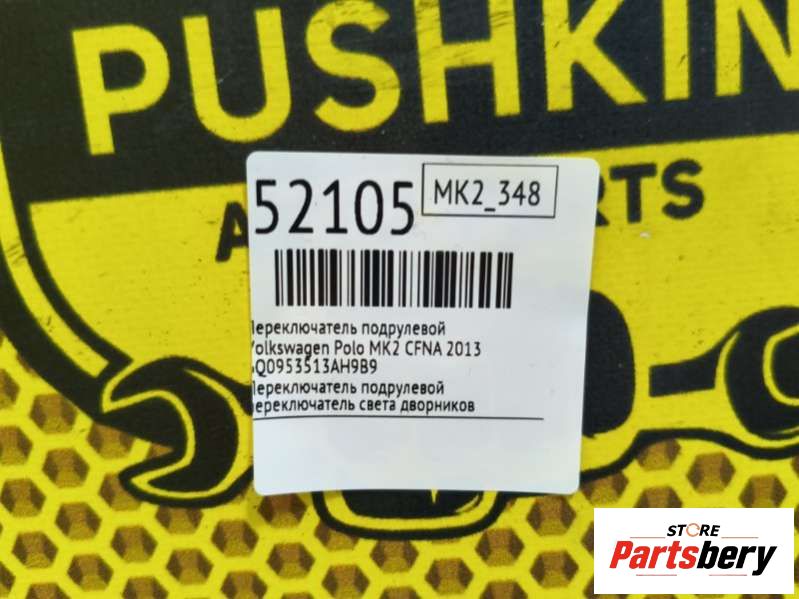 PUSHKIN
52105
MK2_348
Переключатель подрулевой
Volkswagen Polo MK2 CFNA 2013
6Q0953513AH9B9
Переключатель подрулевой
переключатель света дворников
STORE
Partsbery